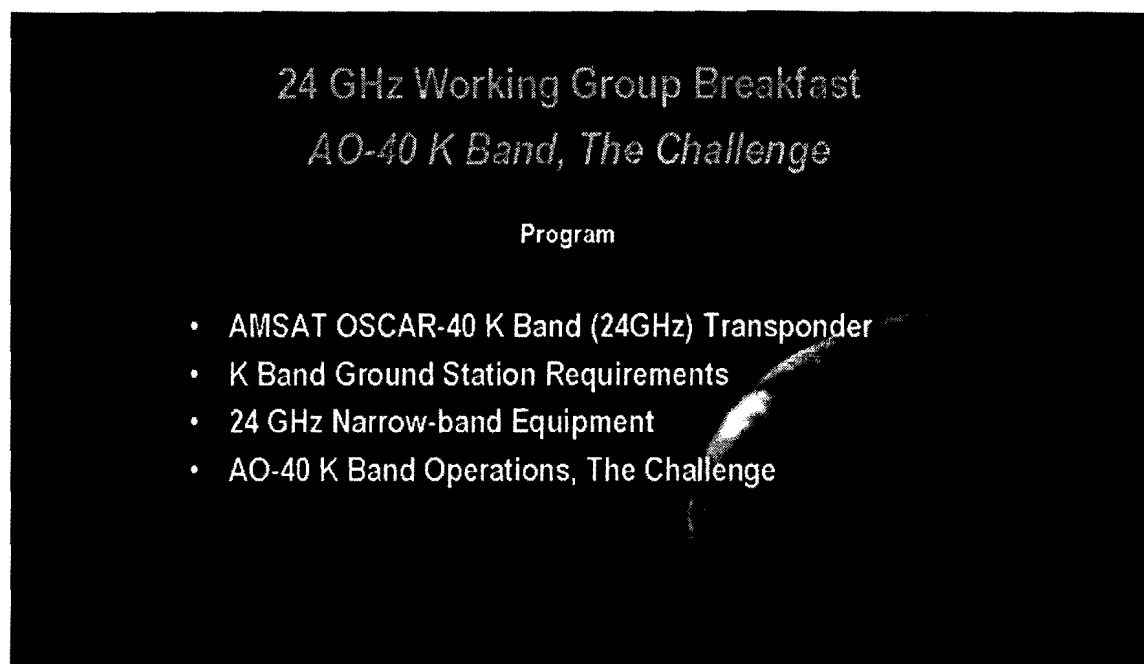 24 GHz Working Group Breakfast
AO-40 K Band, The Challenge
Program
• AMSAT OSCAR-40 K Band (24GHz) Transponder
• K Band Ground Station Requirements
• 24 GHz Narrow-band Equipment
• AO-40 K Band Operations, The Challenge